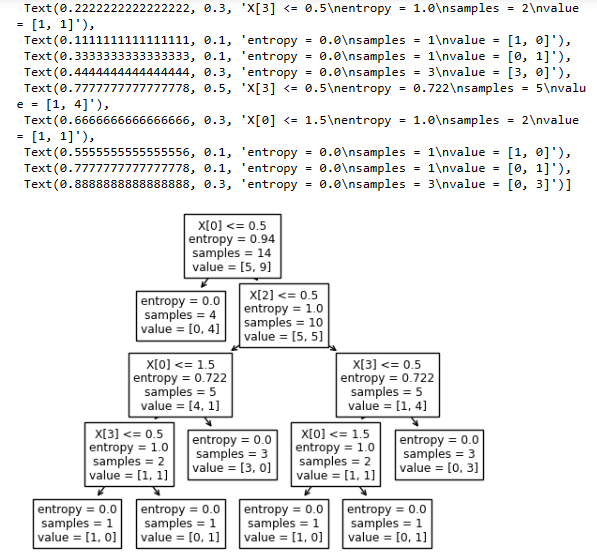 Text(0.2222222222222222, 0.3, 'X[3] <= 0.5\nentropy = 1.0\nsamples = 2\nvalue
= [1, 1]'),
Text(0.1111111111111111, 0.1, 'entropy = 0.0\nsamples = 1\nvalue = [1, 0]'),
Text(0.3333333333333333, 0.1, 'entropy = 0.0\nsamples = 1\nvalue = [0, 1]'),
Text(0.4444444444444444, 0.3, 'entropy = 0.0\nsamples = 3\nvalue = [3, 0]'),
Text(0.7777777777777778, 0.5, 'X[3] <= 0.5\nentropy = 0.722\nsamples = 5\nvalu
e = [1, 4]'),
Text(0.6666666666666666, 0.3, 'X[0] <= 1.5\nentropy = 1.0\nsamples = 2\nvalue
= [1, 1]'),
Text(0.5555555555555556, 0.1, 'entropy = 0.0\nsamples = 1\nvalue = [1, 0]'),
Text(0.7777777777777778, 0.1, 'entropy = 0.0\nsamples = 1\nvalue = [0, 1]'),
Text(0.8888888888888888, 0.3, 'entropy = 0.0\nsamples = 3\nvalue = [0, 3]')]
X[0] <= 0.5
entropy = 0.94
samples = 14
value = [5, 9]
entropy = 0.0
samples = 4
value = [0, 4]
X[2] <= 0.5
entropy = 1.0
samples = 10
value = [5, 5]
X[0] <= 1.5
entropy = 0.722
samples = 5
value = [4, 1]
X[3] <= 0.5
entropy = 0.722
samples = 5
value = [1, 4]
X[3] <= 0.5
entropy = 1.0
samples = 2
value = [1, 1]
entropy = 0.0
samples = 3
value = [3, 0]
X[0] <= 1.5
entropy = 1.0
samples = 2
value = [1, 1]
entropy = 0.0
samples = 3
value = [0, 3]
entropy = 0.0
samples = 1
value = [1, 0]
entropy = 0.0
samples = 1
value = [0, 1]
entropy = 0.0
samples = 1
value = [1, 0]
entropy = 0.0
samples = 1
value = [0, 1]